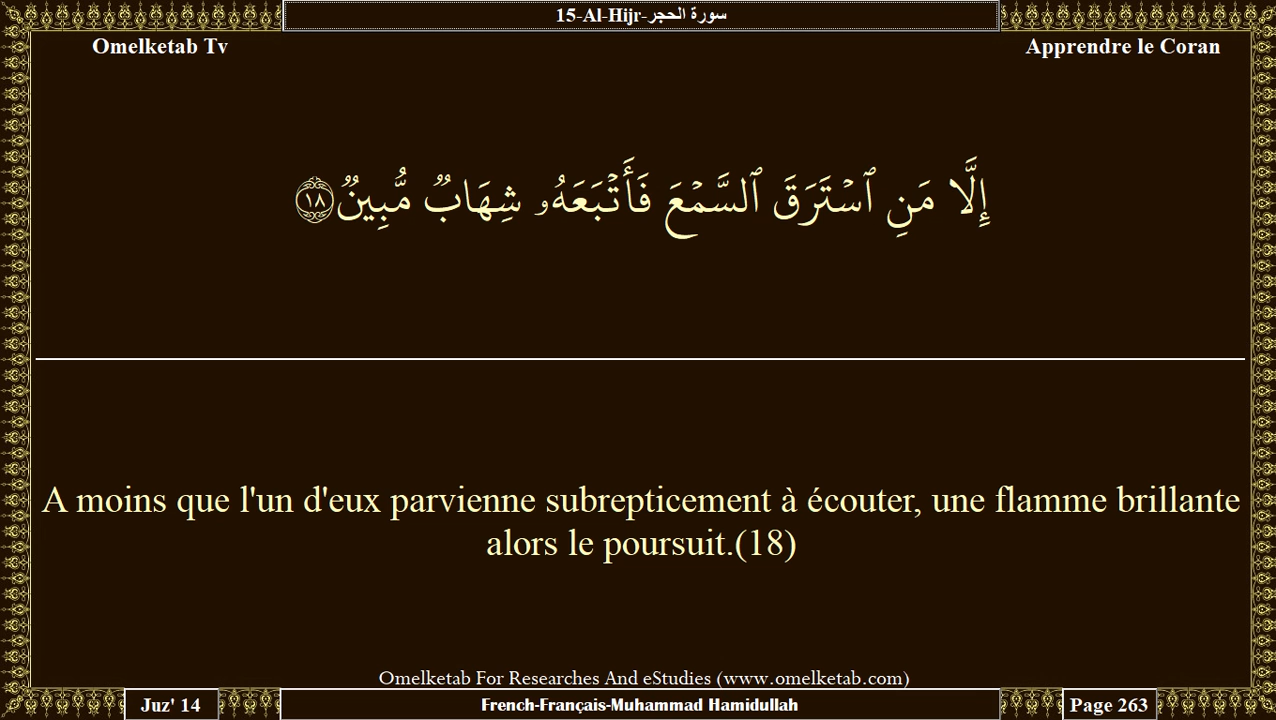 15-Al-Hijr-سورة الحجر
Omelketab Tv
Apprendre le Coran
إِلَّا مَنِ ٱسْتَرَقَ ٱلسَّمْعَ فَأَتْبَعَهُۥ شِهَابٌ مُّبِينٌ ١٨
A moins que l'un d'eux parvienne subrepticement à écouter, une flamme brillante
alors le poursuit.(18)
Omelketab For Researches And eStudies (www.omelketab.com)
Juz' 14
French-Français-Muhammad Hamidullah
Page 263